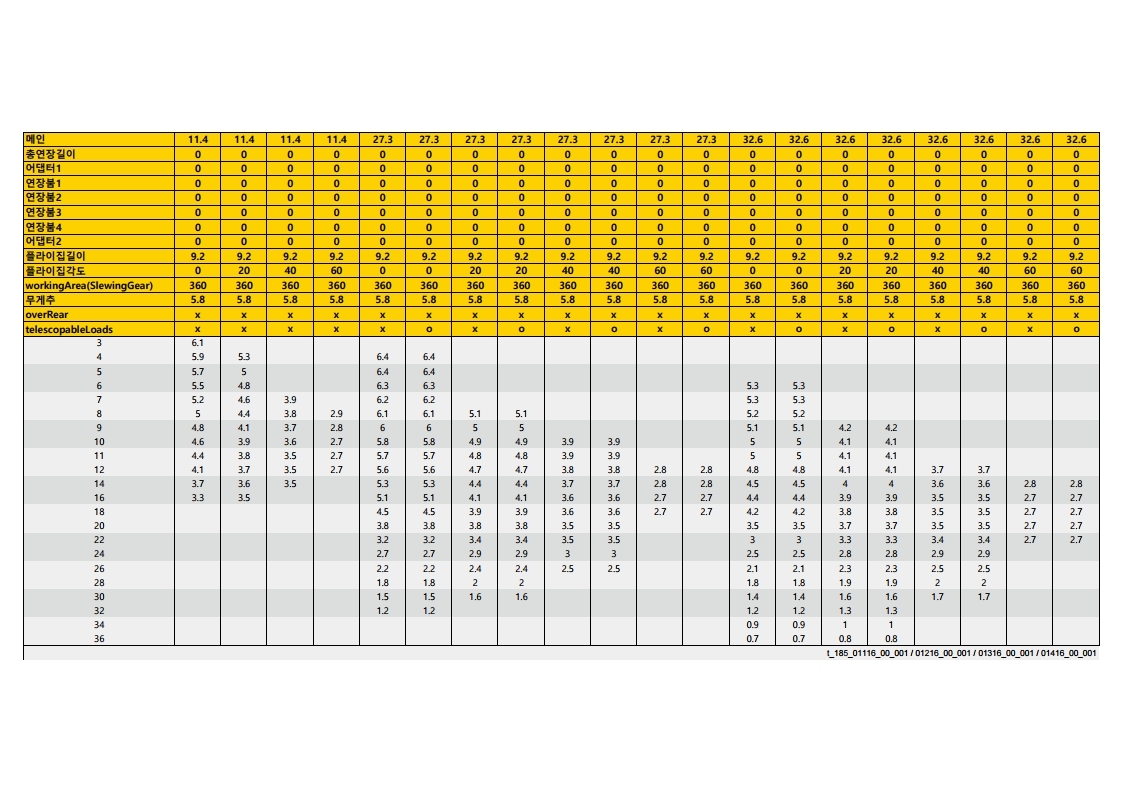 메인 11.4 11.4 11.4 11.4 27.3 27.3 27.3 27.3 27.3 27.3 27.3 27.3 32.6 32.6 32.6 32.6 32.6 32.6 32.6 32.6
총연장길이 0 0 0 0 0 0 0 0 0 0 0 0 0 0 0 0 0 0 0 0
어댑터1 0 0 0 0 0 0 0 0 0 0 0 0 0 0 0 0 0 0 0 0
연장붐1 0 0 0 0 0 0 0 0 0 0 0 0 0 0 0 0 0 0 0 0
연장붐2 0 0 0 0 0 0 0 0 0 0 0 0 0 0 0 0 0 0 0 0
연장붐3 0 0 0 0 0 0 0 0 0 0 0 0 0 0 0 0 0 0 0 0
연장붐4 0 0 0 0 0 0 0 0 0 0 0 0 0 0 0 0 0 0 0 0
어댑터2 0 0 0 0 0 0 0 0 0 0 0 0 0 0 0 0 0 0 0 0
플라이집길이 9.2 9.2 9.2 9.2 9.2 9.2 9.2 9.2 9.2 9.2 9.2 9.2 9.2 9.2 9.2 9.2 9.2 9.2 9.2 9.2
플라이집각도 0 20 40 60 0 0 20 20 40 40 60 60 0 0 20 20 40 40 60 60
workingArea(SlewingGear) 360 360 360 360 360 360 360 360 360 360 360 360 360 360 360 360 360 360 360 360
무게추 5.8 5.8 5.8 5.8 5.8 5.8 5.8 5.8 5.8 5.8 5.8 5.8 5.8 5.8 5.8 5.8 5.8 5.8 5.8 5.8
overRear x x x x x x x x x x x x x x x x x x x x
telescopableLoads x x x x x o x o x o x o x o x o x o x o
3 6.1
4 5.9 5.3 6.4 6.4
5 5.7 5 6.4 6.4
6 5.5 4.8 6.3 6.3 5.3 5.3
7 5.2 4.6 3.9 6.2 6.2 5.3 5.3
8 5 4.4 3.8 2.9 6.1 6.1 5.1 5.1 5.2 5.2
9 4.8 4.1 3.7 2.8 6 6 5 5 5.1 5.1 4.2 4.2
10 4.6 3.9 3.6 2.7 5.8 5.8 4.9 4.9 3.9 3.9 5 5 4.1 4.1
11 4.4 3.8 3.5 2.7 5.7 5.7 4.8 4.8 3.9 3.9 5 5 4.1 4.1
12 4.1 3.7 3.5 2.7 5.6 5.6 4.7 4.7 3.8 3.8 2.8 2.8 4.8 4.8 4.1 4.1 3.7 3.7
14 3.7 3.6 3.5 5.3 5.3 4.4 4.4 3.7 3.7 2.8 2.8 4.5 4.5 4 4 3.6 3.6 2.8 2.8
16 3.3 3.5 5.1 5.1 4.1 4.1 3.6 3.6 2.7 2.7 4.4 4.4 3.9 3.9 3.5 3.5 2.7 2.7
18 4.5 4.5 3.9 3.9 3.6 3.6 2.7 2.7 4.2 4.2 3.8 3.8 3.5 3.5 2.7 2.7
20 3.8 3.8 3.8 3.8 3.5 3.5 3.5 3.5 3.7 3.7 3.5 3.5 2.7 2.7
22 3.2 3.2 3.4 3.4 3.5 3.5 3 3 3.3 3.3 3.4 3.4 2.7 2.7
24 2.7 2.7 2.9 2.9 3 3 2.5 2.5 2.8 2.8 2.9 2.9
26 2.2 2.2 2.4 2.4 2.5 2.5 2.1 2.1 2.3 2.3 2.5 2.5
28 1.8 1.8 2 2 1.8 1.8 1.9 1.9 2 2
30 1.5 1.5 1.6 1.6 1.4 1.4 1.6 1.6 1.7 1.7
32 1.2 1.2 1.2 1.2 1.3 1.3
34 0.9 0.9 1 1
36 0.7 0.7 0.8 0.8
t_185_01116_00_001 / 01216_00_001 / 01316_00_001 / 01416_00_001